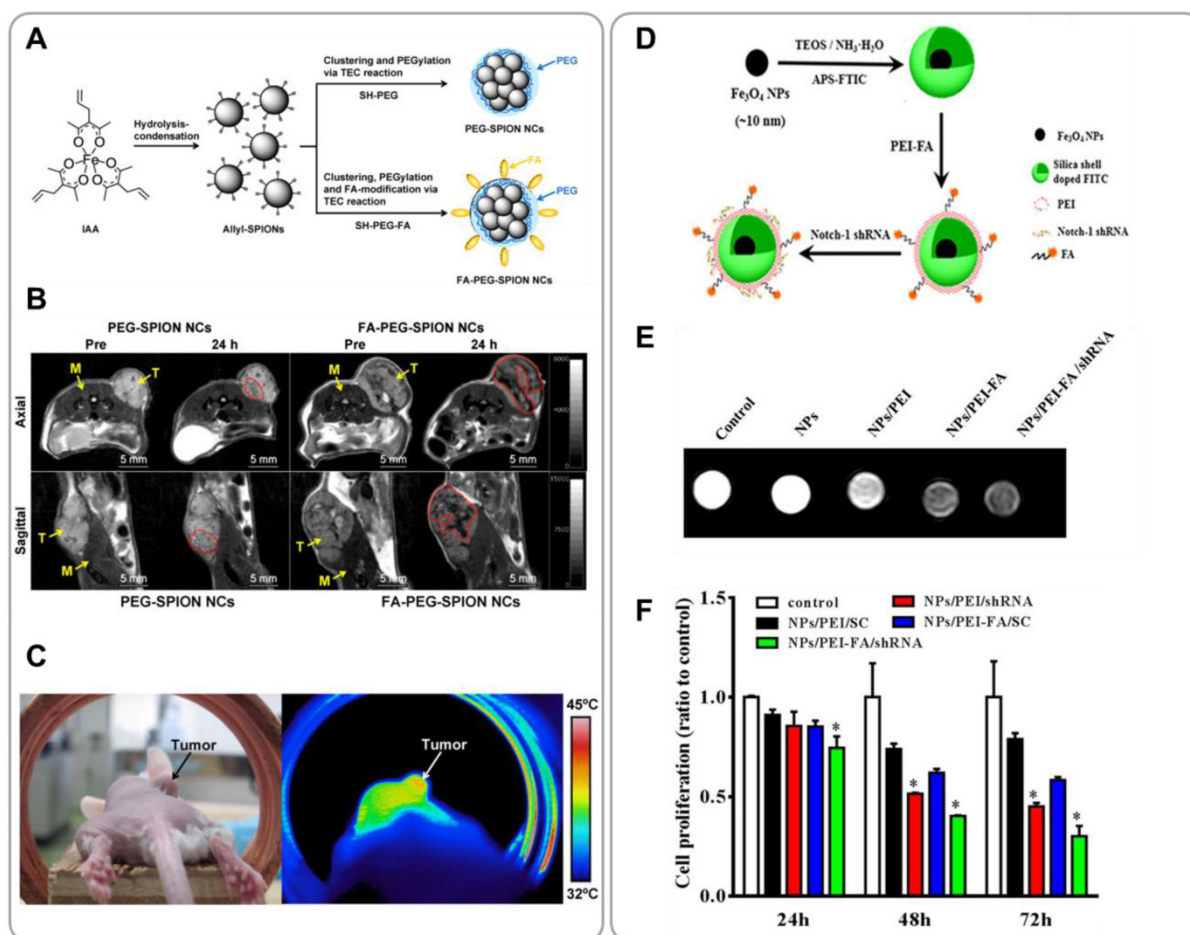 A
Hydrolysis-
condensation
IAA
Allyl-SPIONs
Clustering and PEGylation
via TEC reaction
SH-PEG
PEG
PEG-SPION NCs
Clustering, PEGylation
and FA-modification via
TEC reaction
SH-PEG-FA
FA
PEG
FA-PEG-SPION NCs
Fe
O
O
O
O
O
O
B
PEG-SPION NCs
FA-PEG-SPION NCs
Pre
24 h
Pre
24 h
Axial
M
T
M
T
5 mm
5 mm
5 mm
5 mm
8000
4000
0
Sagittal
T
M
T
M
5 mm
5 mm
5 mm
5 mm
15000
7500
0
PEG-SPION NCs
FA-PEG-SPION NCs
C
Tumor
Tumor
45°C
32°C
D
TEOS / NH₃·H₂O
APS-FTIC
Fe₃O₄ NPs
(~10 nm)
PEI-FA
Notch-1 shRNA
Fe₃O₄ NPs
Silica shell
doped FITC
PEI
Notch-1 shRNA
FA
E
Control
NPs
NPs/PEI
NPs/PEI-FA
NPs/PEI-FA/shRNA
F
Cell proliferation (ratio to control)
1.5
1.0
0.5
0.0
control
NPs/PEI/shRNA
NPs/PEI/SC
NPs/PEI-FA/SC
NPs/PEI-FA/shRNA
*
*
*
*
*
24h
48h
72h